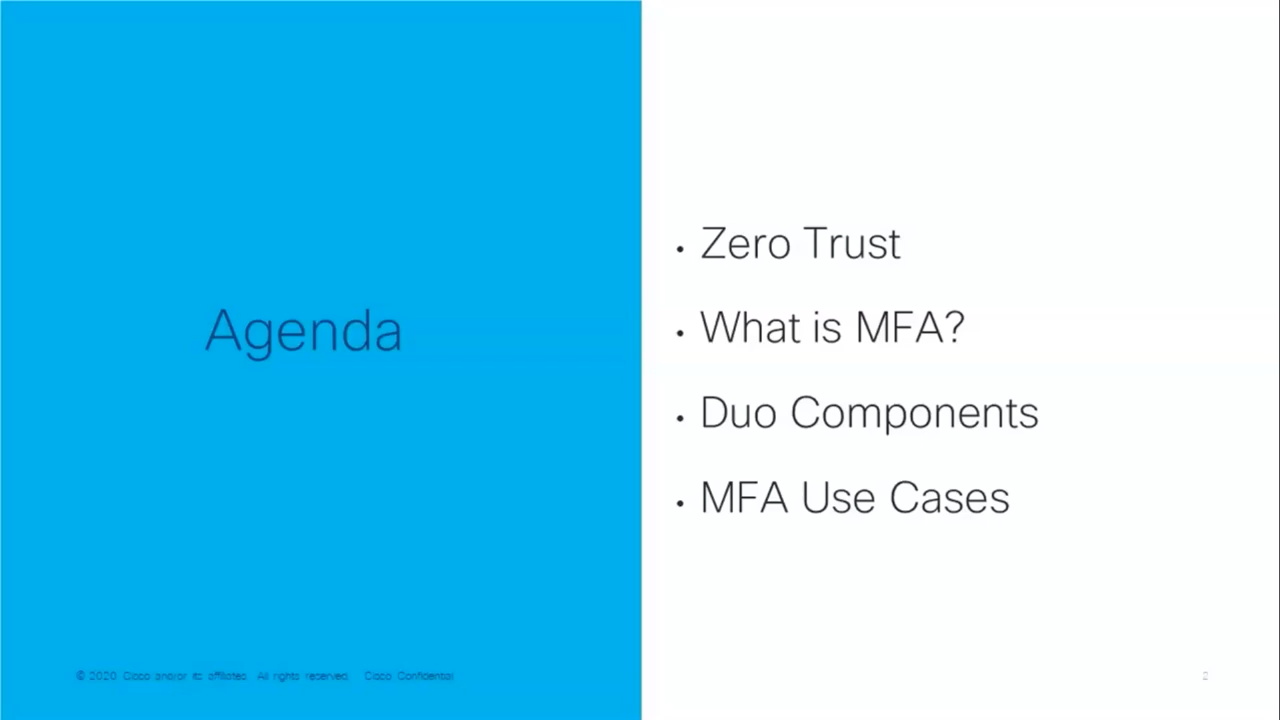 Agenda
• Zero Trust
• What is MFA?
• Duo Components
• MFA Use Cases
© 2020 Cisco and/or its affiliates. All rights reserved. Cisco Confidential
2